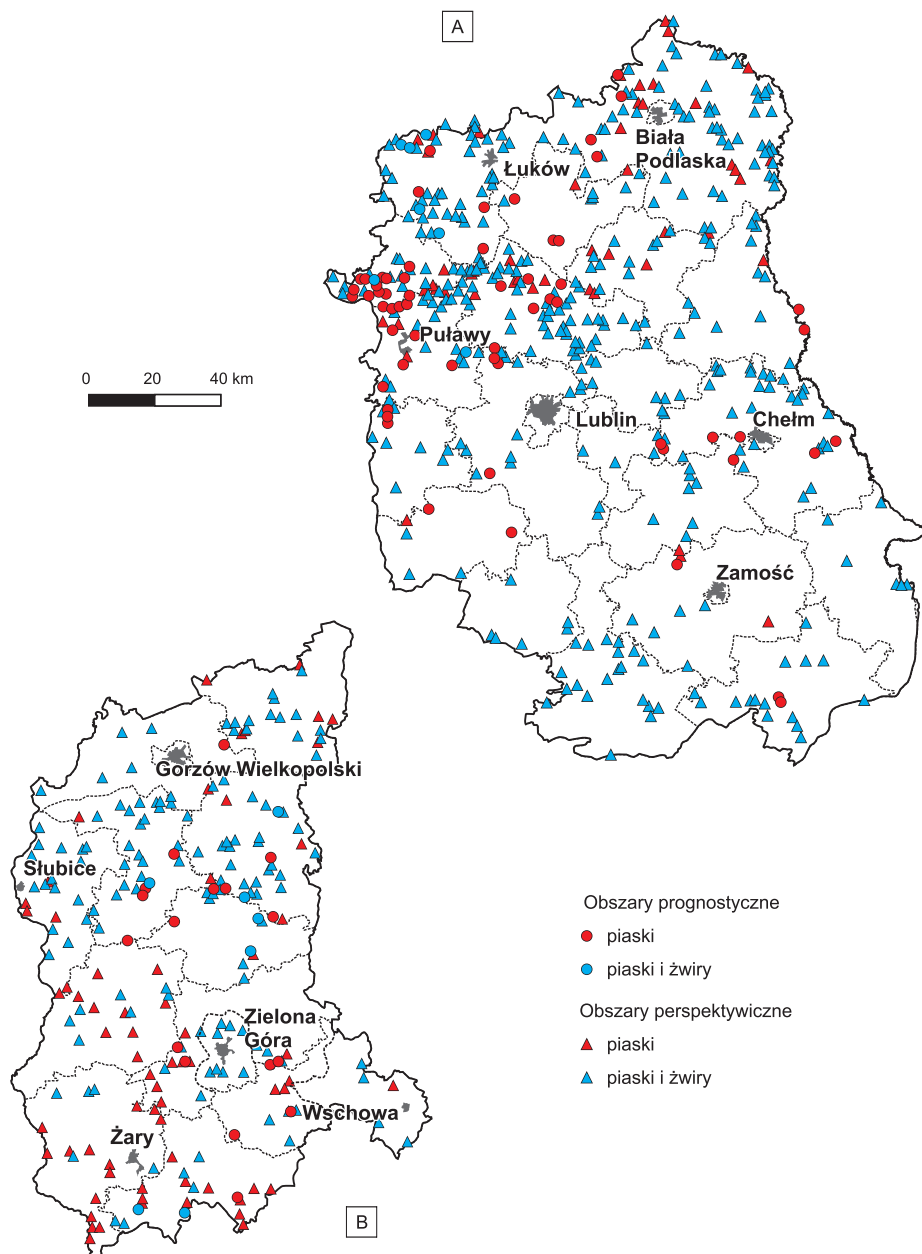 A
Biała
Podlaska
Łuków
Puławy
0 20 40 km
Lublin
Chełm
Zamość
Gorzów Wielkopolski
Słubice
Obszary prognostyczne
piaski
piaski i żwiry
Obszary perspektywiczne
piaski
piaski i żwiry
Zielona
Góra
Wschowa
Żary
B